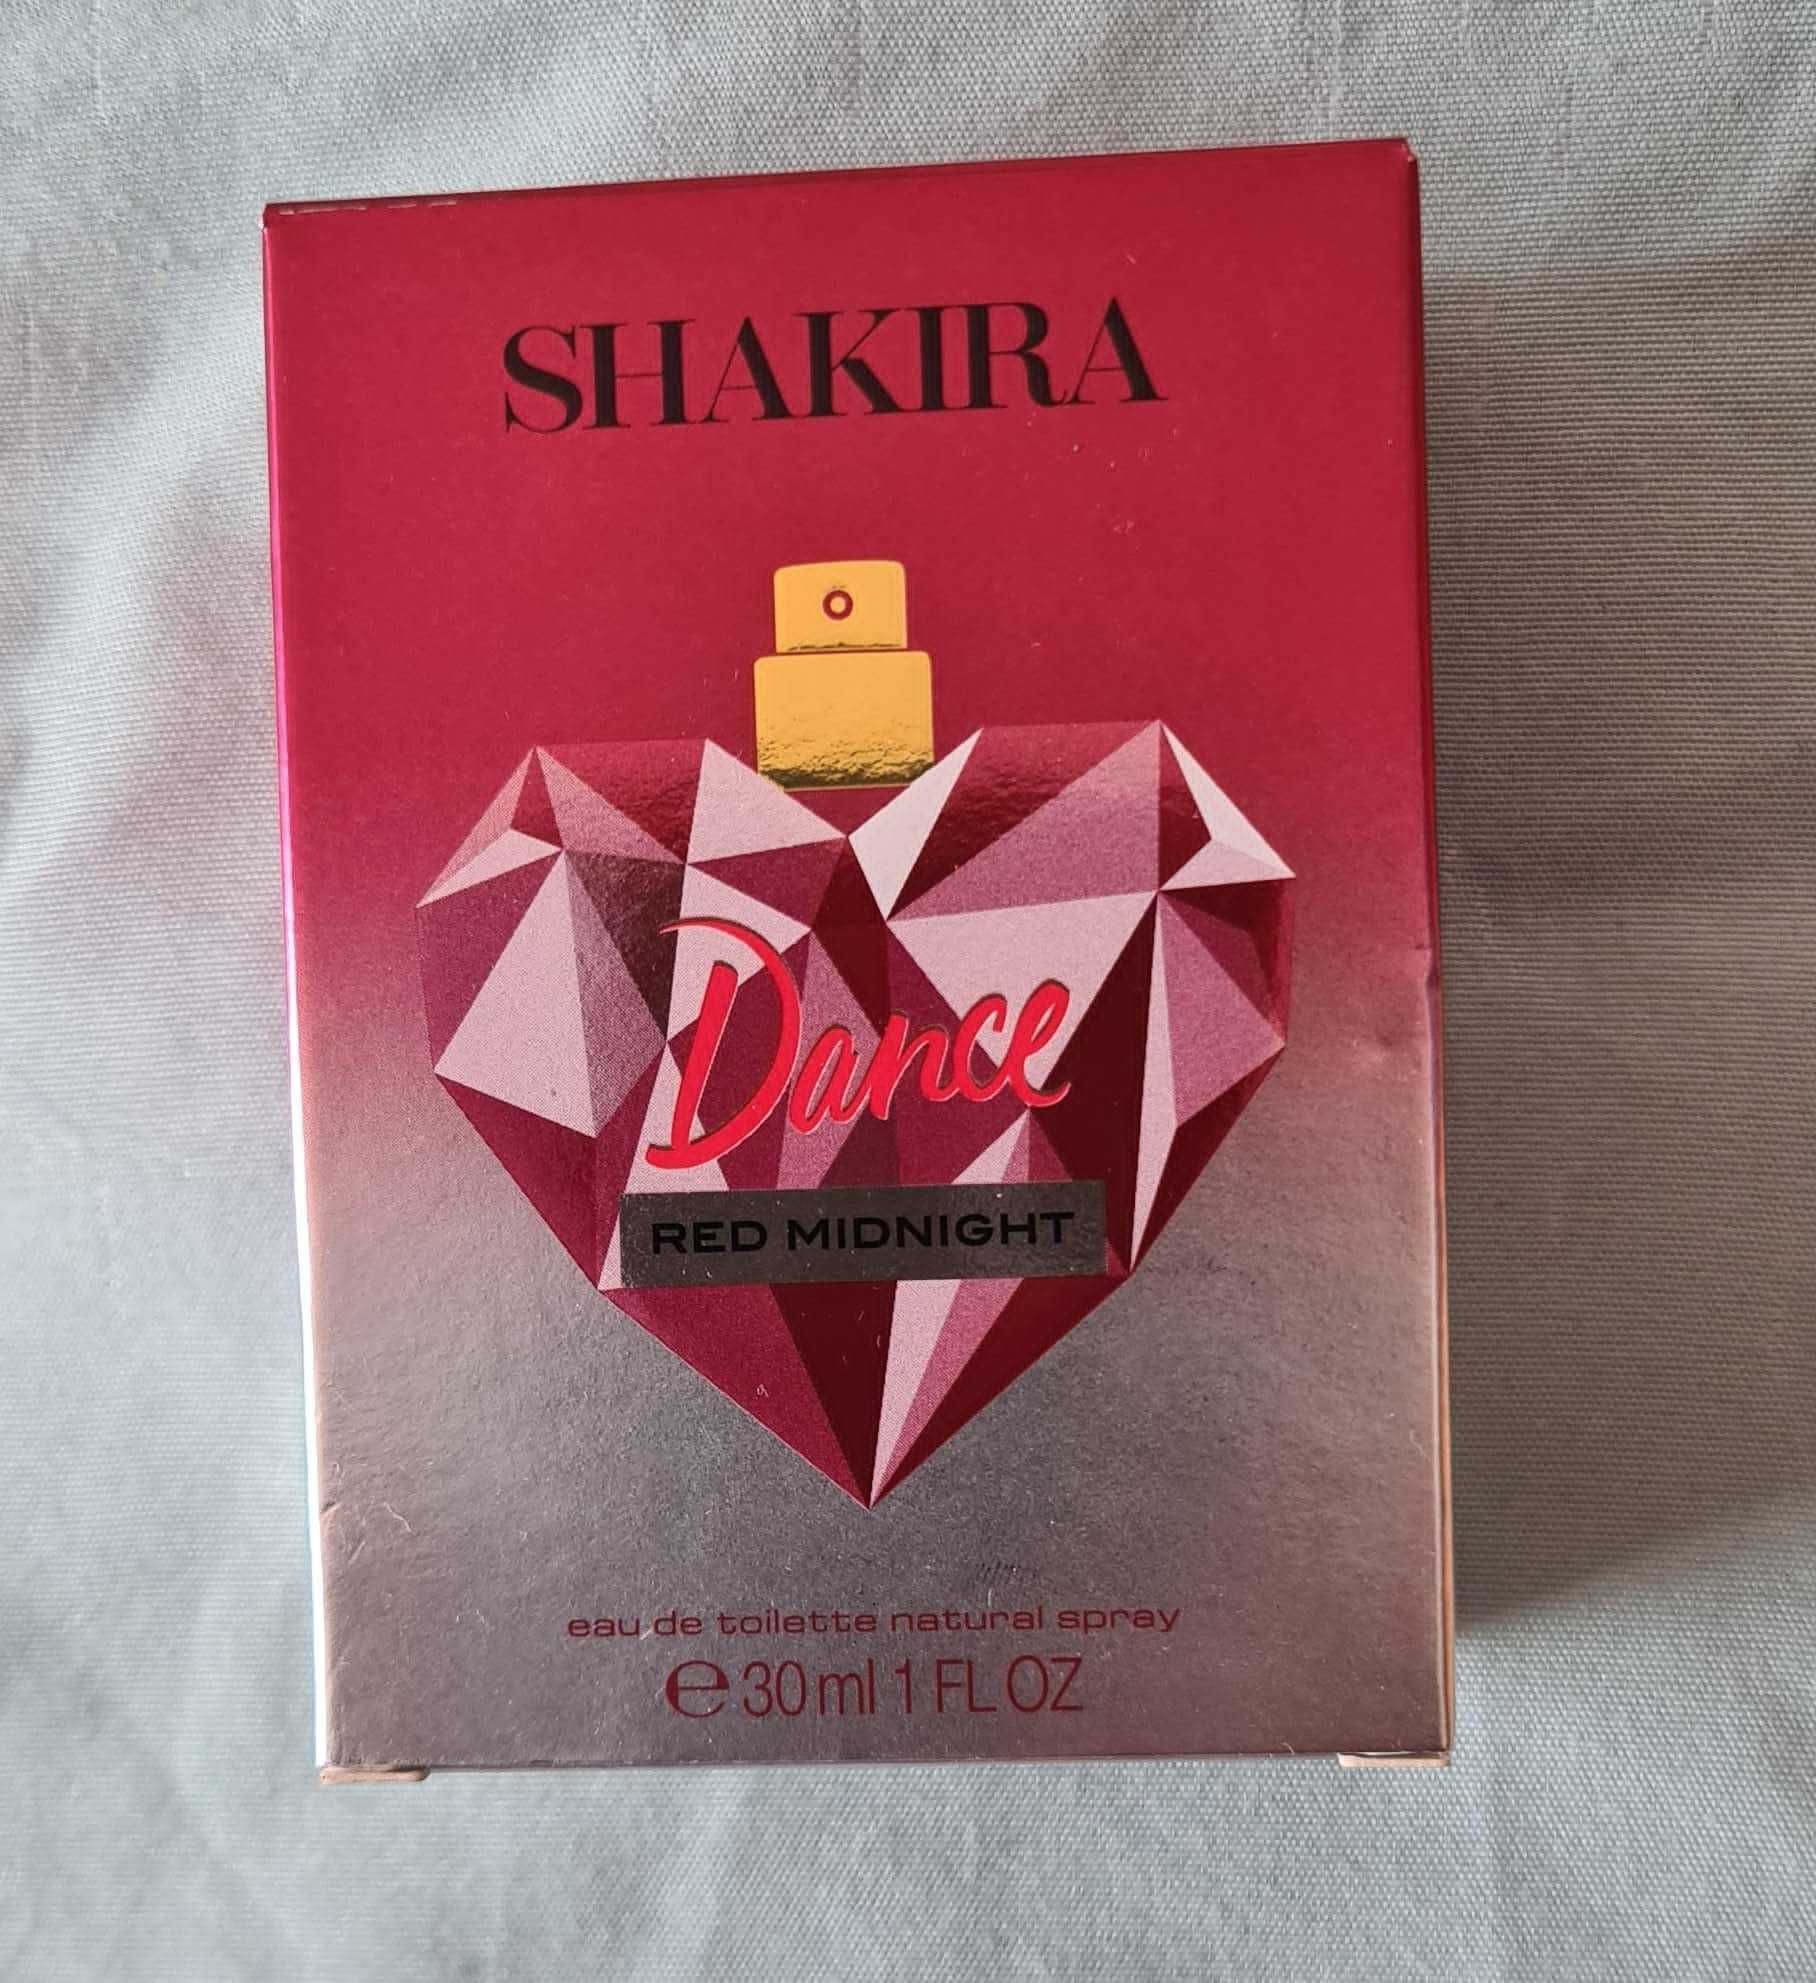 SHAKIRA
Dance
RED MIDNIGHT
eau de toilette natural spray
℮ 30 ml 1 FL OZ